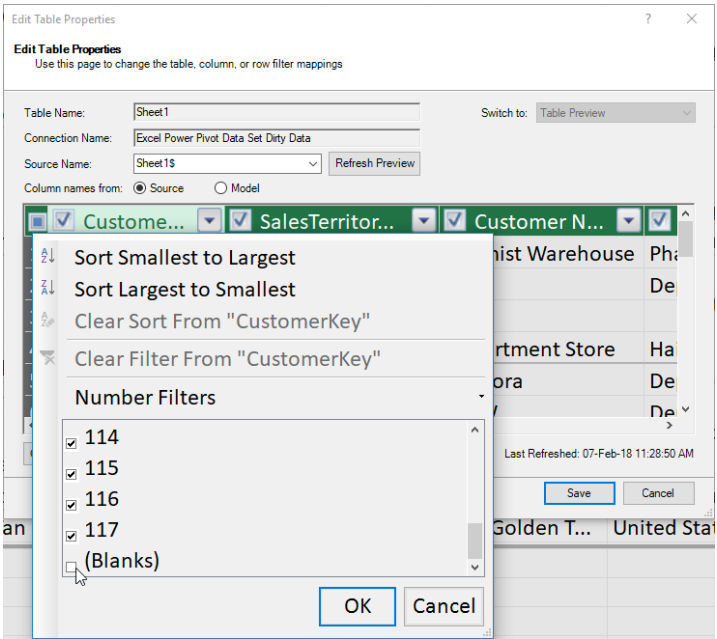 Edit Table Properties
Edit Table Properties
Use this page to change the table, column, or row filter mappings
Table Name: Sheet1 Switch to: Table Preview
Connection Name: Excel Power Pivot Data Set Dirty Data
Source Name: Sheet1$ Refresh Preview
Column names from: Source Model
Custome... SalesTerritor... Customer N...
Sort Smallest to Largest
nist Warehouse Pha
Sort Largest to Smallest
De
Clear Sort From "CustomerKey"
Clear Filter From "CustomerKey"
rtment Store Ha
ora De
Number Filters
De
114
115
116
117
(Blanks)
Last Refreshed: 07-Feb-18 11:28:50 AM
Save Cancel
an Golden T... United Stat
OK Cancel